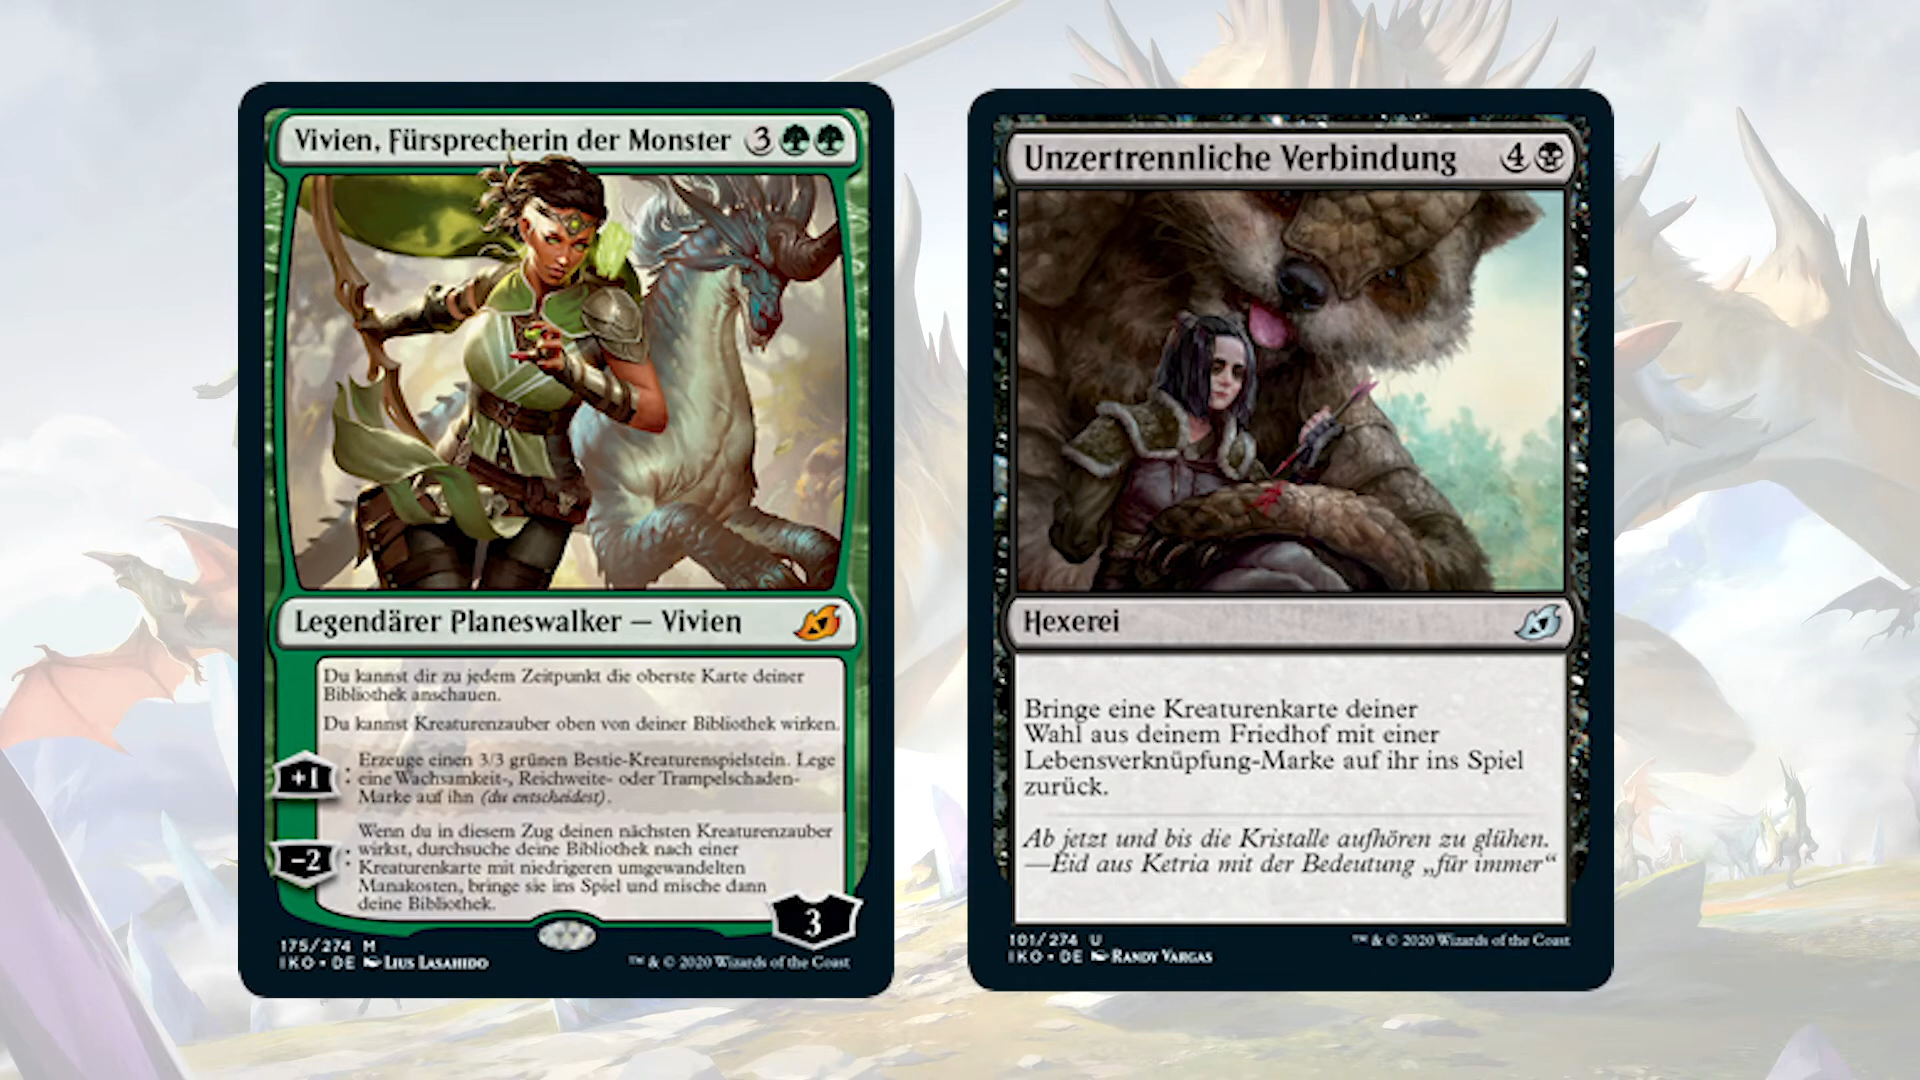 Vivien, Fürsprecherin der Monster 3
Legendärer Planeswalker — Vivien
Du kannst dir zu jedem Zeitpunkt die oberste Karte deiner
Bibliothek anschauen.
Du kannst Kreaturenzauber oben von deiner Bibliothek wirken.
+1: Erzeuge einen 3/3 grünen Bestie-Kreaturenspielstein. Lege
eine Wachsamkeit-, Reichweite- oder Trampelschaden-
Marke auf ihn (du entscheidest).
-2: Wenn du in diesem Zug deinen nächsten Kreaturenzauber
wirkst, durchsuche deine Bibliothek nach einer
Kreaturenkarte mit niedrigeren umgewandelten
Manakosten, bringe sie ins Spiel und mische dann
deine Bibliothek.
3
175/274 M
IKO • DE Lius Lasahido
™ & © 2020 Wizards of the Coast
Unzertrennliche Verbindung 4
Hexerei
Bringe eine Kreaturenkarte deiner
Wahl aus deinem Friedhof mit einer
Lebensverknüpfung-Marke auf ihr ins Spiel
zurück.
Ab jetzt und bis die Kristalle aufhören zu glühen.
—Eid aus Ketria mit der Bedeutung „für immer“
101/274 U
IKO • DE Randy Vargas
™ & © 2020 Wizards of the Coast